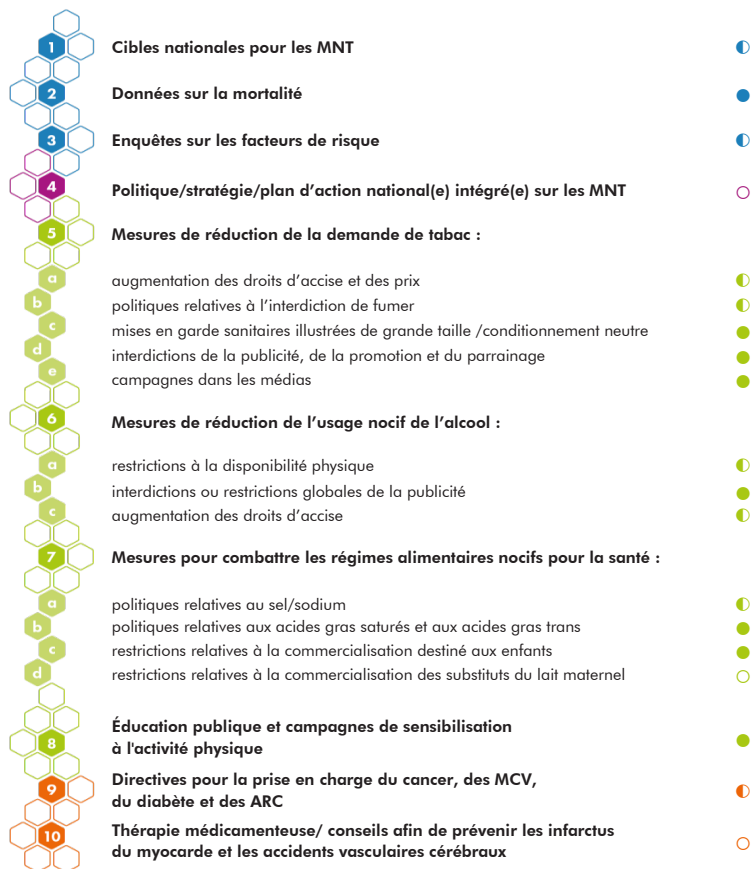 1 Cibles nationales pour les MNT
2 Données sur la mortalité
3 Enquêtes sur les facteurs de risque
4 Politique/stratégie/plan d’action national(e) intégré(e) sur les MNT
5 Mesures de réduction de la demande de tabac :
a augmentation des droits d’accise et des prix
b politiques relatives à l’interdiction de fumer
c mises en garde sanitaires illustrées de grande taille /conditionnement neutre
d interdictions de la publicité, de la promotion et du parrainage
e campagnes dans les médias
6 Mesures de réduction de l’usage nocif de l’alcool :
a restrictions à la disponibilité physique
b interdictions ou restrictions globales de la publicité
c augmentation des droits d’accise
7 Mesures pour combattre les régimes alimentaires nocifs pour la santé :
a politiques relatives au sel/sodium
b politiques relatives aux acides gras saturés et aux acides gras trans
c restrictions relatives à la commercialisation destiné aux enfants
d restrictions relatives à la commercialisation des substituts du lait maternel
8 Éducation publique et campagnes de sensibilisation
à l'activité physique
9 Directives pour la prise en charge du cancer, des MCV,
du diabète et des ARC
10 Thérapie médicamenteuse/ conseils afin de prévenir les infarctus
du myocarde et les accidents vasculaires cérébraux